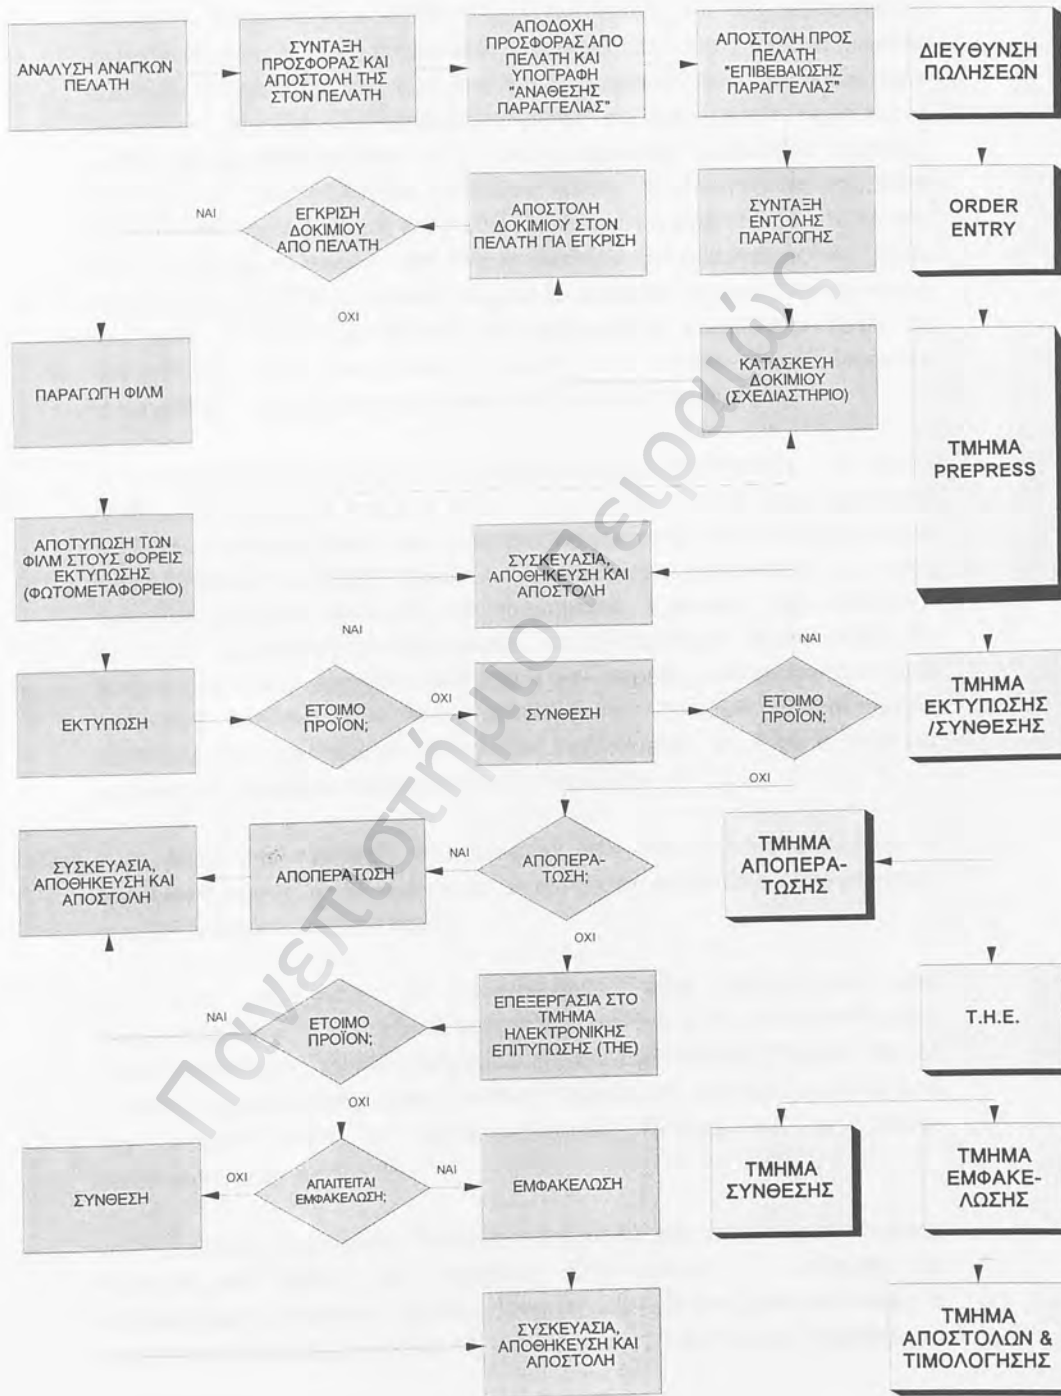 ΑΝΑΛΥΣΗ ΑΝΑΓΚΩΝ
ΠΕΛΑΤΗ
ΣΥΝΤΑΞΗ
ΠΡΟΣΦΟΡΑΣ ΚΑΙ
ΑΠΟΣΤΟΛΗ ΤΗΣ
ΣΤΟΝ ΠΕΛΑΤΗ
ΑΠΟΔΟΧΗ
ΠΡΟΣΦΟΡΑΣ ΑΠΟ
ΠΕΛΑΤΗ ΚΑΙ
ΥΠΟΓΡΑΦΗ
"ΑΝΑΘΕΣΗΣ
ΠΑΡΑΓΓΕΛΙΑΣ"
ΑΠΟΣΤΟΛΗ ΠΡΟΣ
ΠΕΛΑΤΗ
"ΕΠΙΒΕΒΑΙΩΣΗΣ
ΠΑΡΑΓΓΕΛΙΑΣ"
ΔΙΕΥΘΥΝΣΗ
ΠΩΛΗΣΕΩΝ
ΝΑΙ
ΕΓΚΡΙΣΗ
ΔΟΚΙΜΙΟΥ
ΑΠΟ ΠΕΛΑΤΗ
ΑΠΟΣΤΟΛΗ
ΔΟΚΙΜΙΟΥ ΣΤΟΝ
ΠΕΛΑΤΗ ΓΙΑ ΕΓΚΡΙΣΗ
ΣΥΝΤΑΞΗ
ΕΝΤΟΛΗΣ
ΠΑΡΑΓΩΓΗΣ
ORDER
ENTRY
ΟΧΙ
ΠΑΡΑΓΩΓΗ ΦΙΛΜ
ΚΑΤΑΣΚΕΥΗ
ΔΟΚΙΜΙΟΥ
(ΣΧΕΔΙΑΣΤΗΡΙΟ)
ΤΜΗΜΑ
PREPRESS
ΑΠΟΤΥΠΩΣΗ ΤΩΝ
ΦΙΛΜ ΣΤΟΥΣ ΦΟΡΕΙΣ
ΕΚΤΥΠΩΣΗΣ
(ΦΩΤΟΜΕΤΑΦΟΡΕΙΟ)
ΣΥΣΚΕΥΑΣΙΑ,
ΑΠΟΘΗΚΕΥΣΗ ΚΑΙ
ΑΠΟΣΤΟΛΗ
ΝΑΙ
ΝΑΙ
ΕΚΤΥΠΩΣΗ
ΕΤΟΙΜΟ
ΠΡΟΪΟΝ;
ΟΧΙ
ΣΥΝΘΕΣΗ
ΕΤΟΙΜΟ
ΠΡΟΪΟΝ;
ΤΜΗΜΑ
ΕΚΤΥΠΩΣΗΣ
/ΣΥΝΘΕΣΗΣ
ΟΧΙ
ΣΥΣΚΕΥΑΣΙΑ,
ΑΠΟΘΗΚΕΥΣΗ ΚΑΙ
ΑΠΟΣΤΟΛΗ
ΑΠΟΠΕΡΑΤΩΣΗ
ΝΑΙ
ΑΠΟΠΕΡΑ-
ΤΩΣΗ;
ΤΜΗΜΑ
ΑΠΟΠΕΡΑ-
ΤΩΣΗΣ
ΟΧΙ
ΝΑΙ
ΕΤΟΙΜΟ
ΠΡΟΪΟΝ;
ΕΠΕΞΕΡΓΑΣΙΑ ΣΤΟ
ΤΜΗΜΑ
ΗΛΕΚΤΡΟΝΙΚΗΣ
ΕΠΙΤΥΠΩΣΗΣ (ΤΗΕ)
Τ.Η.Ε.
ΟΧΙ
ΣΥΝΘΕΣΗ
ΟΧΙ
ΑΠΑΙΤΕΙΤΑΙ
ΕΜΦΑΚΕΛΩΣΗ;
ΝΑΙ
ΕΜΦΑΚΕΛΩΣΗ
ΤΜΗΜΑ
ΣΥΝΘΕΣΗΣ
ΤΜΗΜΑ
ΕΜΦΑΚΕ-
ΛΩΣΗΣ
ΣΥΣΚΕΥΑΣΙΑ,
ΑΠΟΘΗΚΕΥΣΗ ΚΑΙ
ΑΠΟΣΤΟΛΗ
ΤΜΗΜΑ
ΑΠΟΣΤΟΛΩΝ &
ΤΙΜΟΛΟΓΗΣΗΣ
Πανεπιστήμιο Πειραιώς